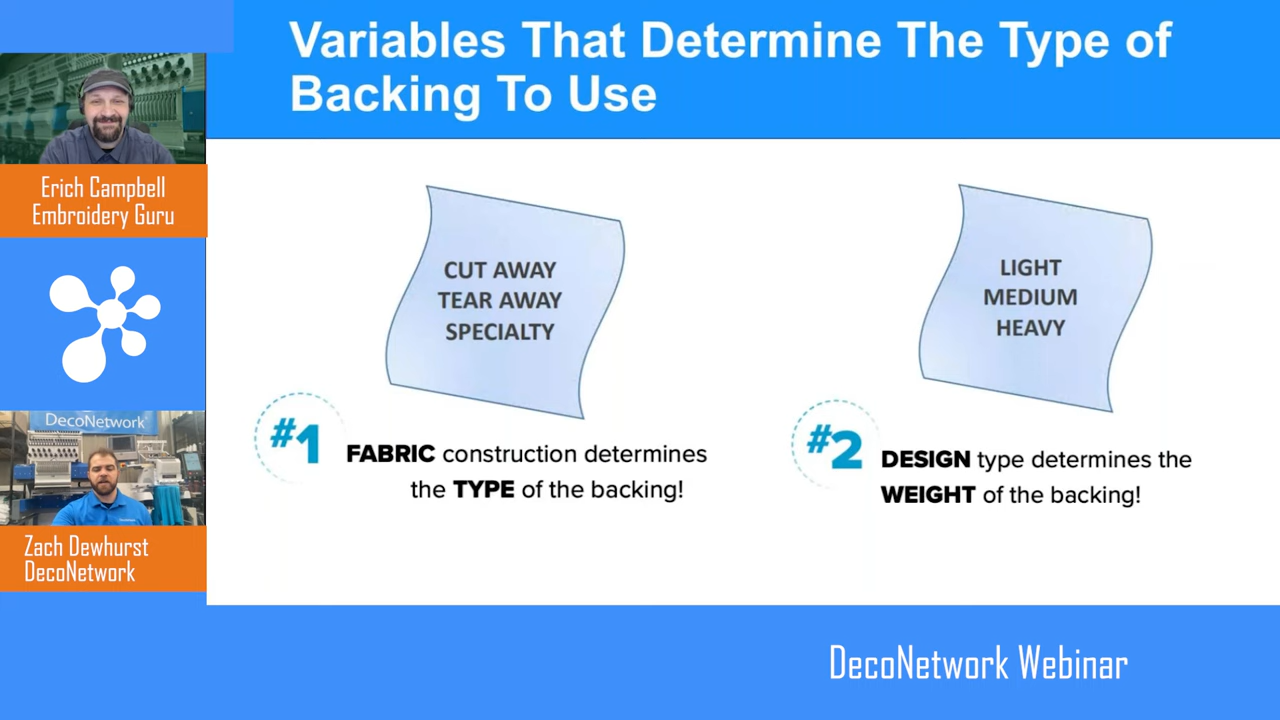 Variables That Determine The Type of
Backing To Use
Erich Campbell
Embroidery Guru
DecoNetwork
Zach Dewhurst
DecoNetwork
CUT AWAY
TEAR AWAY
SPECIALTY
#1
FABRIC construction determines
the TYPE of the backing!
LIGHT
MEDIUM
HEAVY
#2
DESIGN type determines the
WEIGHT of the backing!
DecoNetwork Webinar